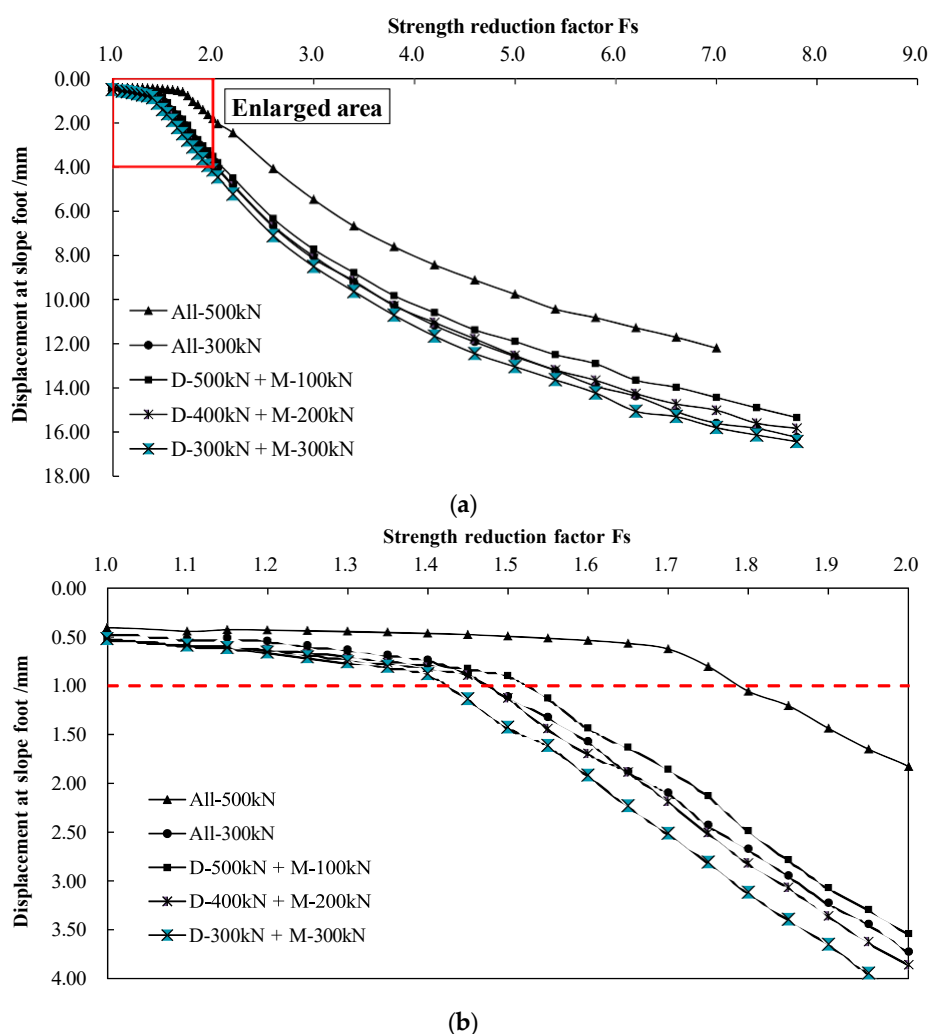 Strength reduction factor Fs
1.0 2.0 3.0 4.0 5.0 6.0 7.0 8.0 9.0
0.00
2.00
4.00
6.00
8.00
10.00
12.00
14.00
16.00
18.00
Displacement at slope foot /mm
Enlarged area
All-500kN
All-300kN
D-500kN + M-100kN
D-400kN + M-200kN
D-300kN + M-300kN
(a)
Strength reduction factor Fs
1.0 1.1 1.2 1.3 1.4 1.5 1.6 1.7 1.8 1.9 2.0
0.00
0.50
1.00
1.50
2.00
2.50
3.00
3.50
4.00
Displacement at slope foot /mm
All-500kN
All-300kN
D-500kN + M-100kN
D-400kN + M-200kN
D-300kN + M-300kN
(b)